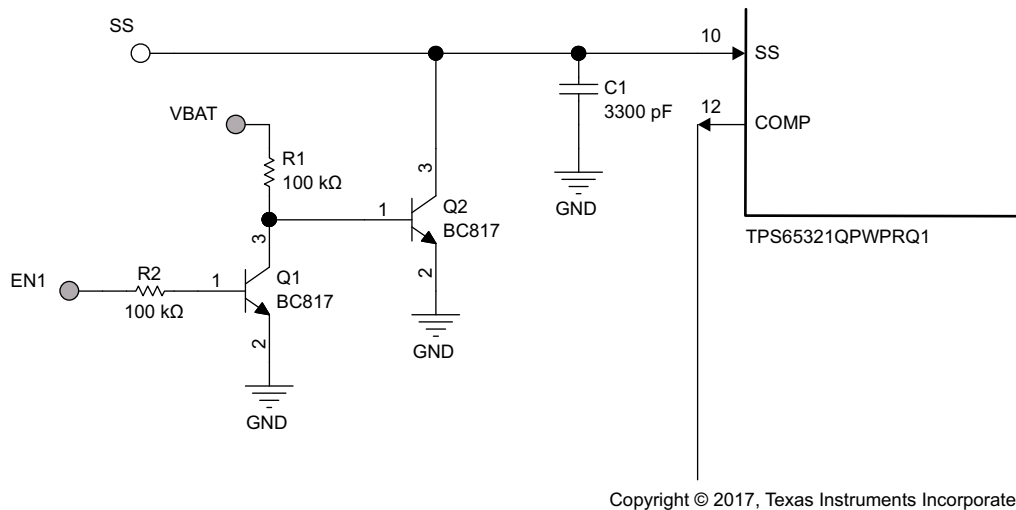 SS
10
SS
C1
3300 pF
12
COMP
VBAT
R1
100 kΩ
3
GND
1
Q2
BC817
TPS65321QPWPRQ1
3
2
EN1
R2
100 kΩ
1
Q1
BC817
2
GND
GND
Copyright © 2017, Texas Instruments Incorporate